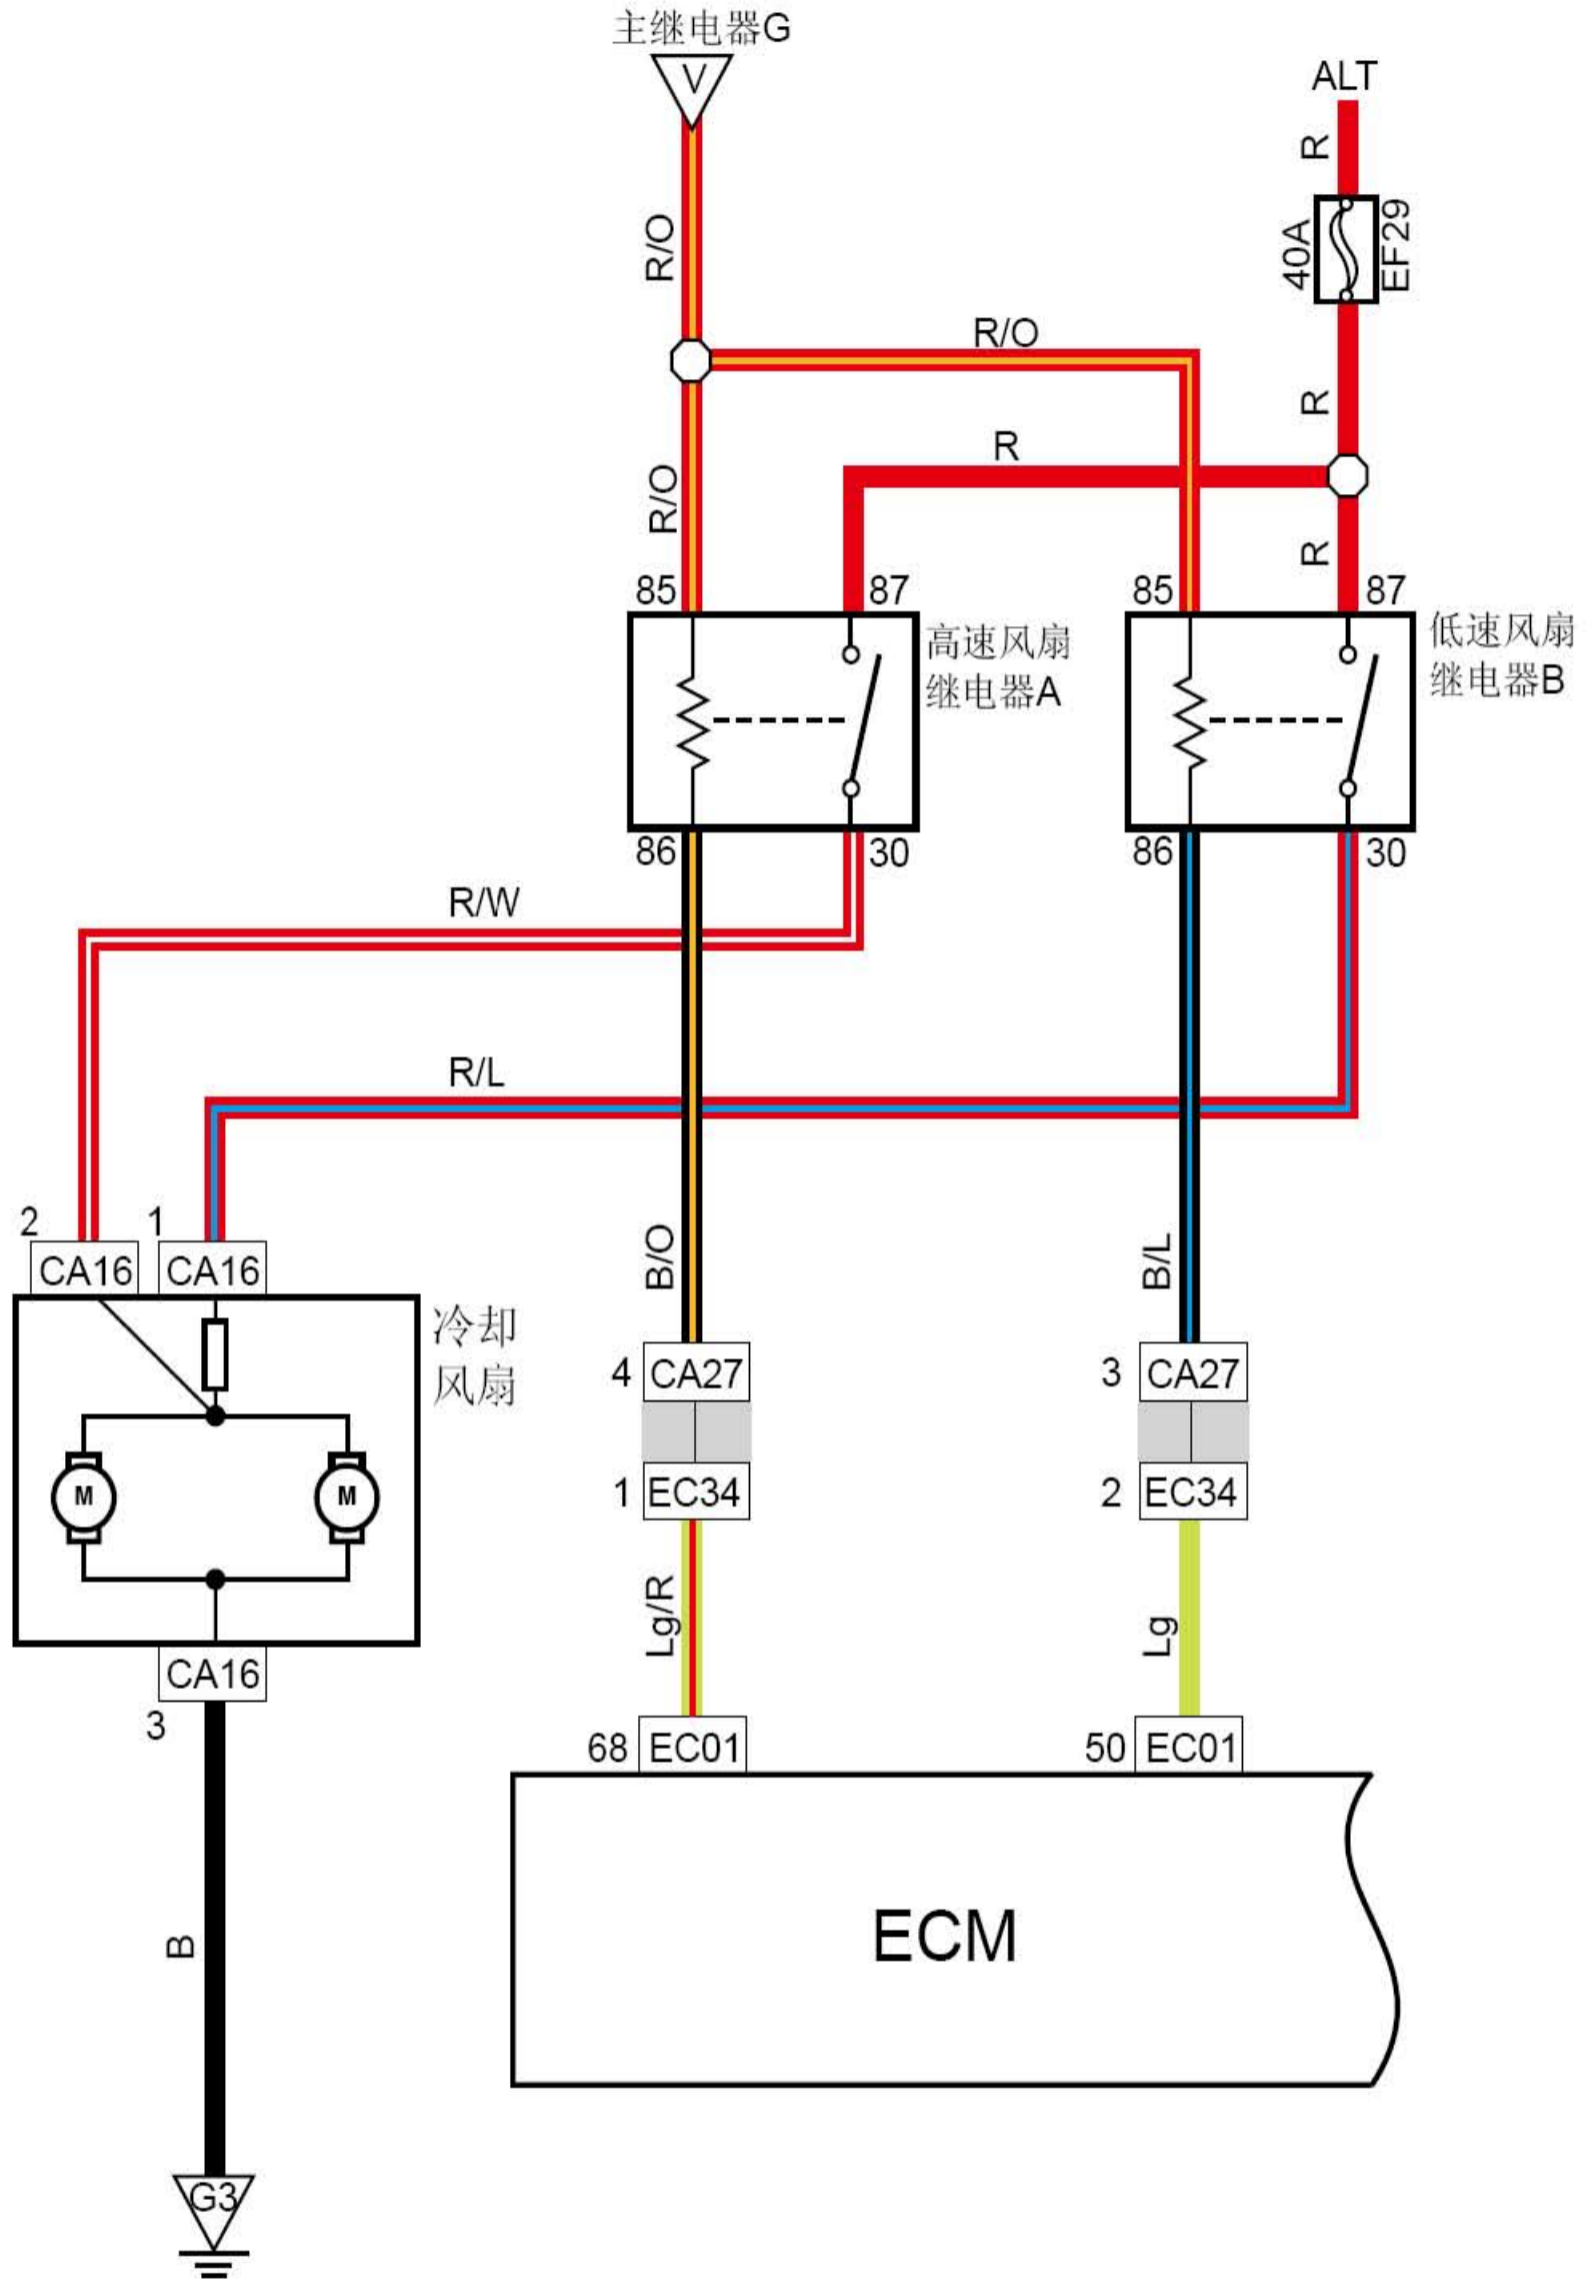 主继电器G
V
ALT
R
40A
EF29
R/O
R/O
R
R
R/O
R
85
87
85
87
高速风扇
继电器A
低速风扇
继电器B
86
30
86
30
R/W
R/L
2
1
CA16
CA16
B/O
B/L
冷却
风扇
4
CA27
3
CA27
M
M
1
EC34
2
EC34
Lg/R
Lg
CA16
3
68
EC01
50
EC01
ECM
B
G3